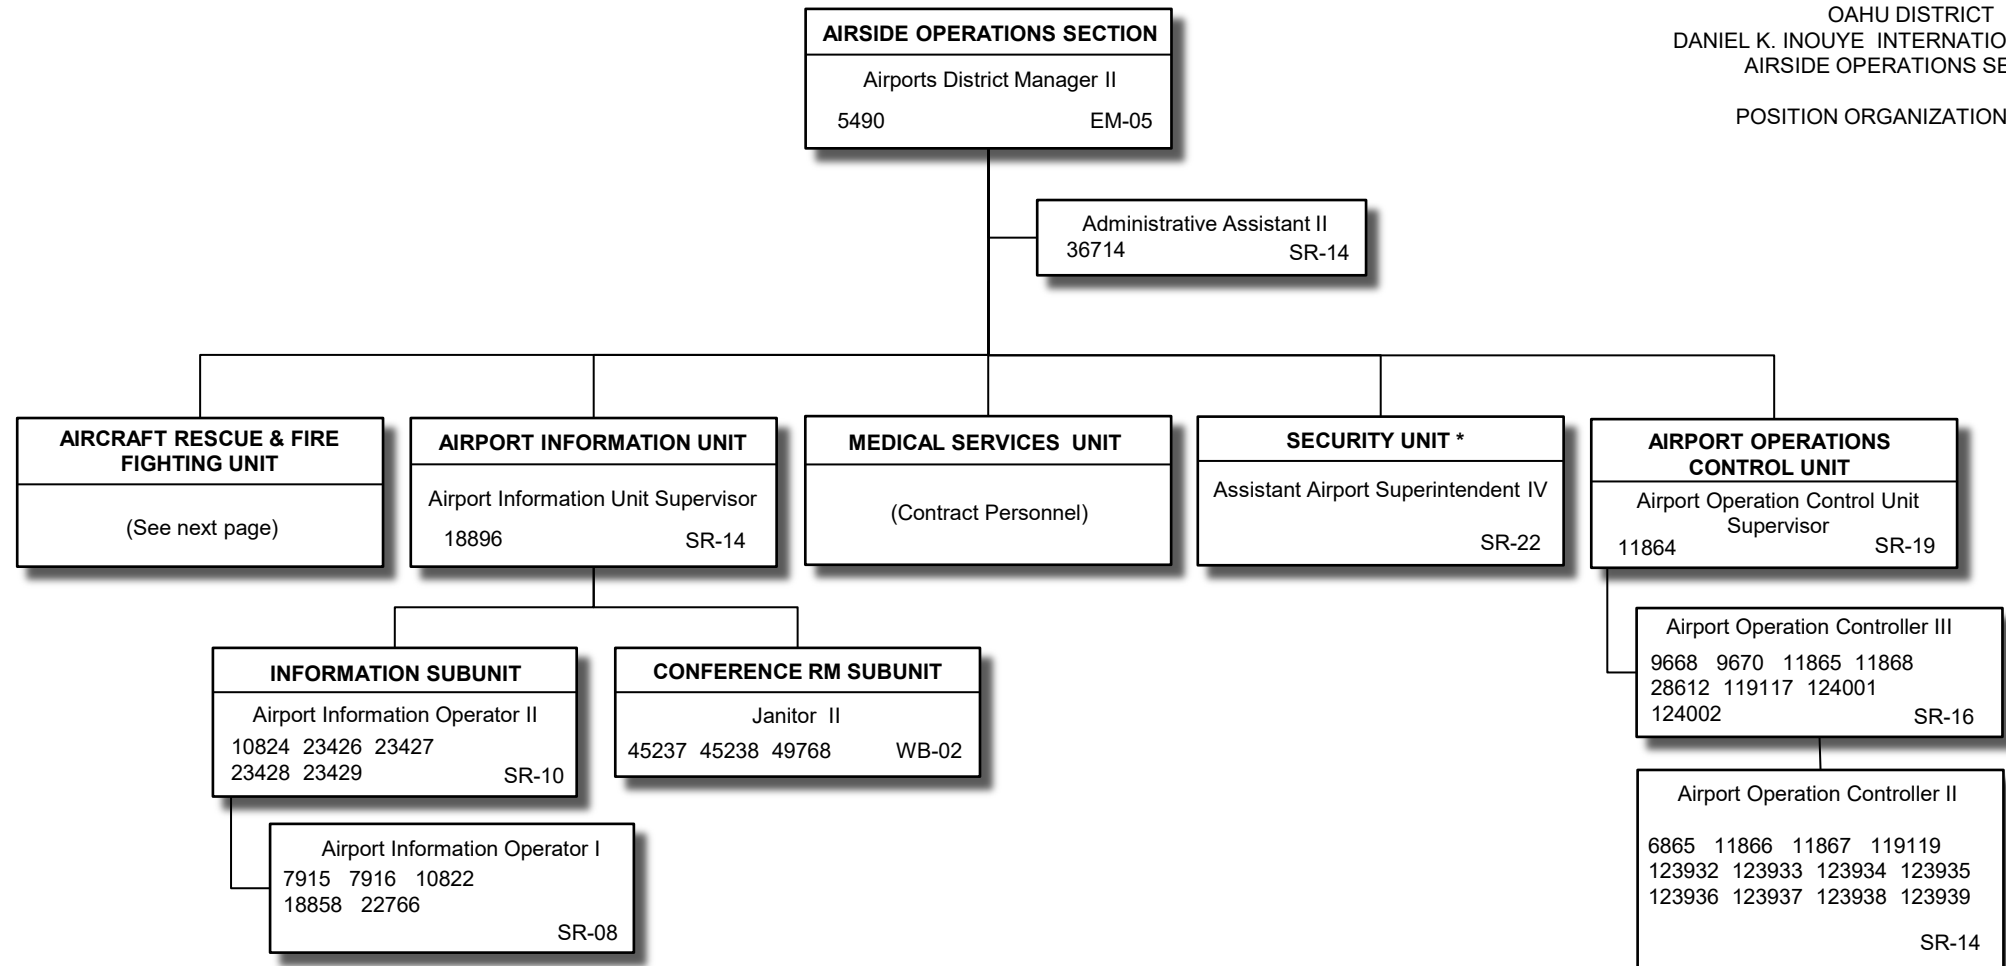 OAHU DISTRICT
DANIEL K. INOUYE INTERNATIO
AIRSIDE OPERATIONS SE
POSITION ORGANIZATION
AIRSIDE OPERATIONS SECTION
Airports District Manager II
5490 EM-05
Administrative Assistant II
36714 SR-14
AIRCRAFT RESCUE & FIRE
FIGHTING UNIT
(See next page)
AIRPORT INFORMATION UNIT
Airport Information Unit Supervisor
18896 SR-14
MEDICAL SERVICES UNIT
(Contract Personnel)
SECURITY UNIT *
Assistant Airport Superintendent IV
SR-22
AIRPORT OPERATIONS
CONTROL UNIT
Airport Operation Control Unit
Supervisor
11864 SR-19
INFORMATION SUBUNIT
Airport Information Operator II
10824 23426 23427
23428 23429 SR-10
Airport Information Operator I
7915 7916 10822
18858 22766
SR-08
CONFERENCE RM SUBUNIT
Janitor II
45237 45238 49768 WB-02
Airport Operation Controller III
9668 9670 11865 11868
28612 119117 124001
124002 SR-16
Airport Operation Controller II
6865 11866 11867 119119
123932 123933 123934 123935
123936 123937 123938 123939
SR-14